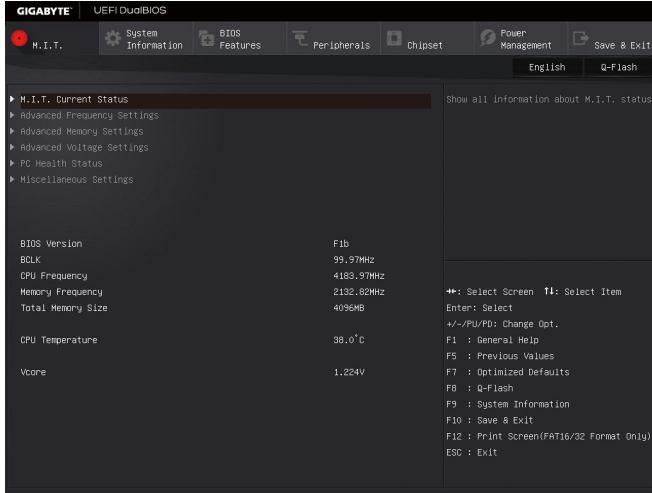 GIGABYTE™ UEFI DualBIOS
M.I.T.
System Information
BIOS Features
Peripherals
Chipset
Power Management
Save & Exit
English Q-Flash
M.I.T. Current Status
Advanced Frequency Settings
Advanced Memory Settings
Advanced Voltage Settings
PC Health Status
Miscellaneous Settings
Show all information about M.I.T. status
BIOS Version F1b
BCLK 99.97MHz
CPU Frequency 4183.97MHz
Memory Frequency 2132.82MHz
Total Memory Size 4096MB
CPU Temperature 38.0°C
Vcore 1.224V
→←: Select Screen ↑↓: Select Item
Enter: Select
+/-/PU/PD: Change Opt.
F1 : General Help
F5 : Previous Values
F7 : Optimized Defaults
F8 : Q-Flash
F9 : System Information
F10 : Save & Exit
F12 : Print Screen(FAT16/32 Format Only)
ESC : Exit